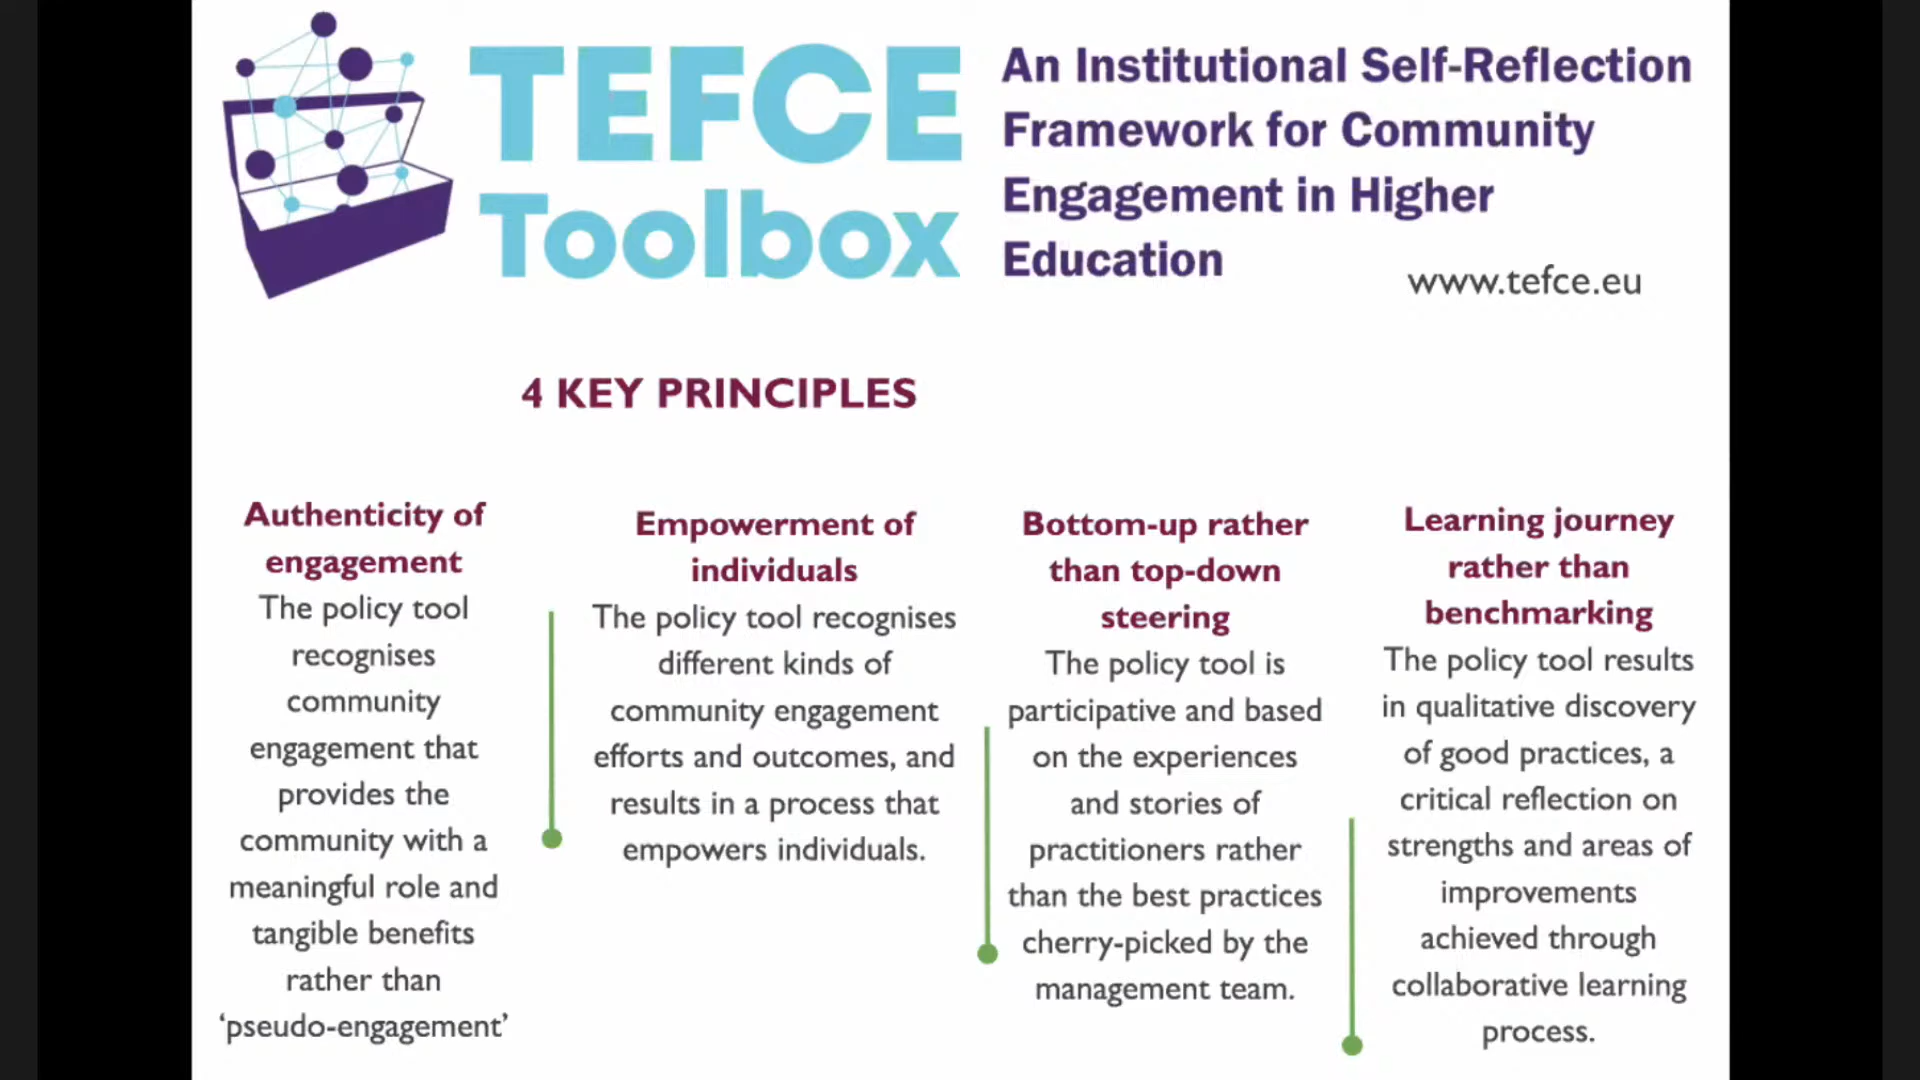 TEFCE
Toolbox
An Institutional Self-Reflection
Framework for Community
Engagement in Higher
Education
www.tefce.eu
4 KEY PRINCIPLES
Authenticity of
engagement
The policy tool
recognises
community
engagement that
provides the
community with a
meaningful role and
tangible benefits
rather than
‘pseudo-engagement’
Empowerment of
individuals
The policy tool recognises
different kinds of
community engagement
efforts and outcomes, and
results in a process that
empowers individuals.
Bottom-up rather
than top-down
steering
The policy tool is
participative and based
on the experiences
and stories of
practitioners rather
than the best practices
cherry-picked by the
management team.
Learning journey
rather than
benchmarking
The policy tool results
in qualitative discovery
of good practices, a
critical reflection on
strengths and areas of
improvements
achieved through
collaborative learning
process.